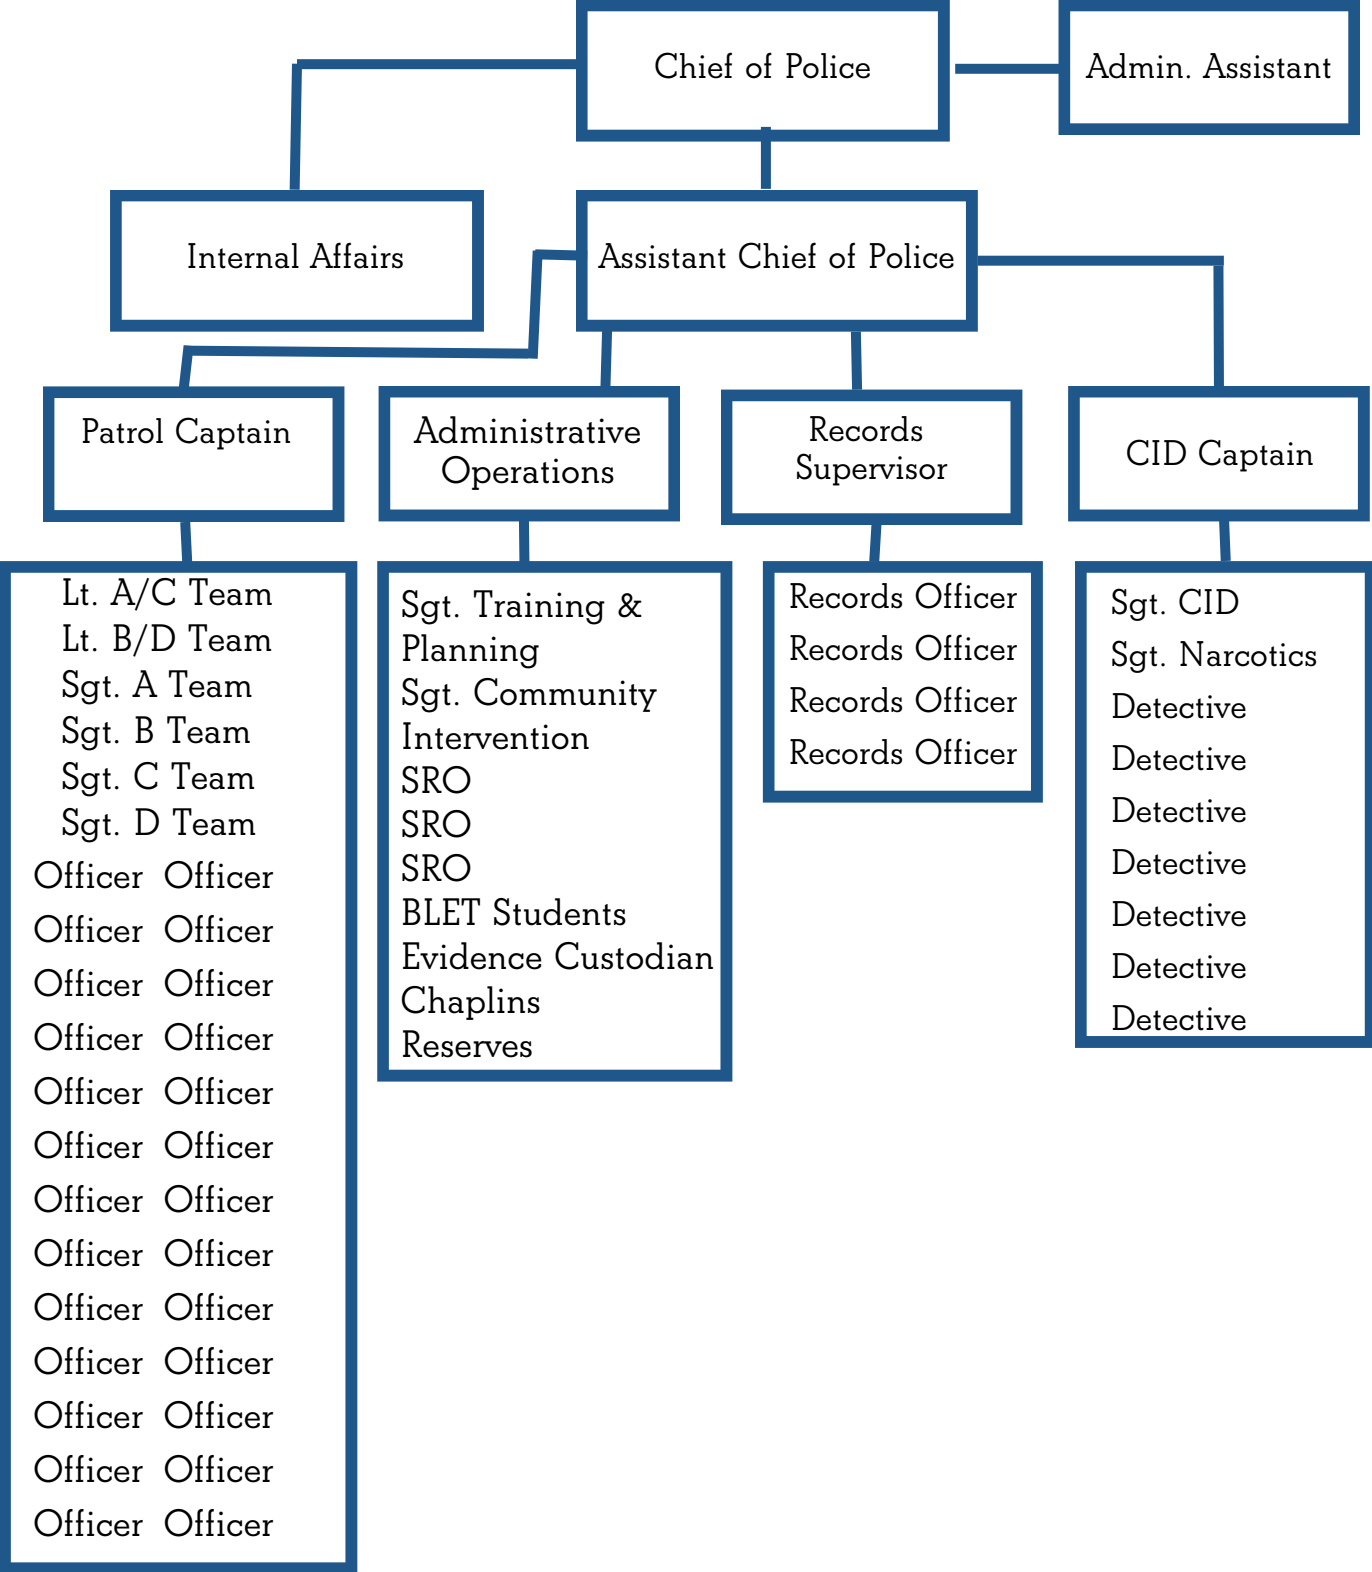 Chief of Police
Admin. Assistant
Internal Affairs
Assistant Chief of Police
Patrol Captain
Administrative
Operations
Records
Supervisor
CID Captain
Lt. A/C Team
Lt. B/D Team
Sgt. A Team
Sgt. B Team
Sgt. C Team
Sgt. D Team
Officer Officer
Officer Officer
Officer Officer
Officer Officer
Officer Officer
Officer Officer
Officer Officer
Officer Officer
Officer Officer
Officer Officer
Officer Officer
Officer Officer
Officer Officer
Sgt. Training &
Planning
Sgt. Community
Intervention
SRO
SRO
SRO
BLET Students
Evidence Custodian
Chaplins
Reserves
Records Officer
Records Officer
Records Officer
Records Officer
Sgt. CID
Sgt. Narcotics
Detective
Detective
Detective
Detective
Detective
Detective
Detective